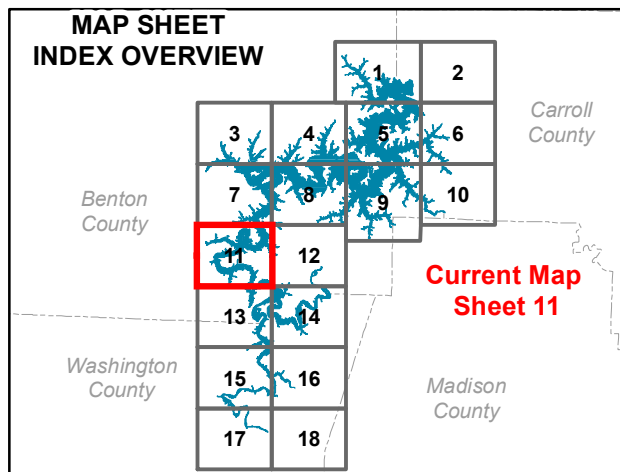 MAP SHEET
INDEX OVERVIEW
1
2
Carroll
County
3
4
5
6
Benton
County
7
8
9
10
11
12
Current Map
Sheet 11
13
14
Washington
County
15
16
Madison
County
17
18